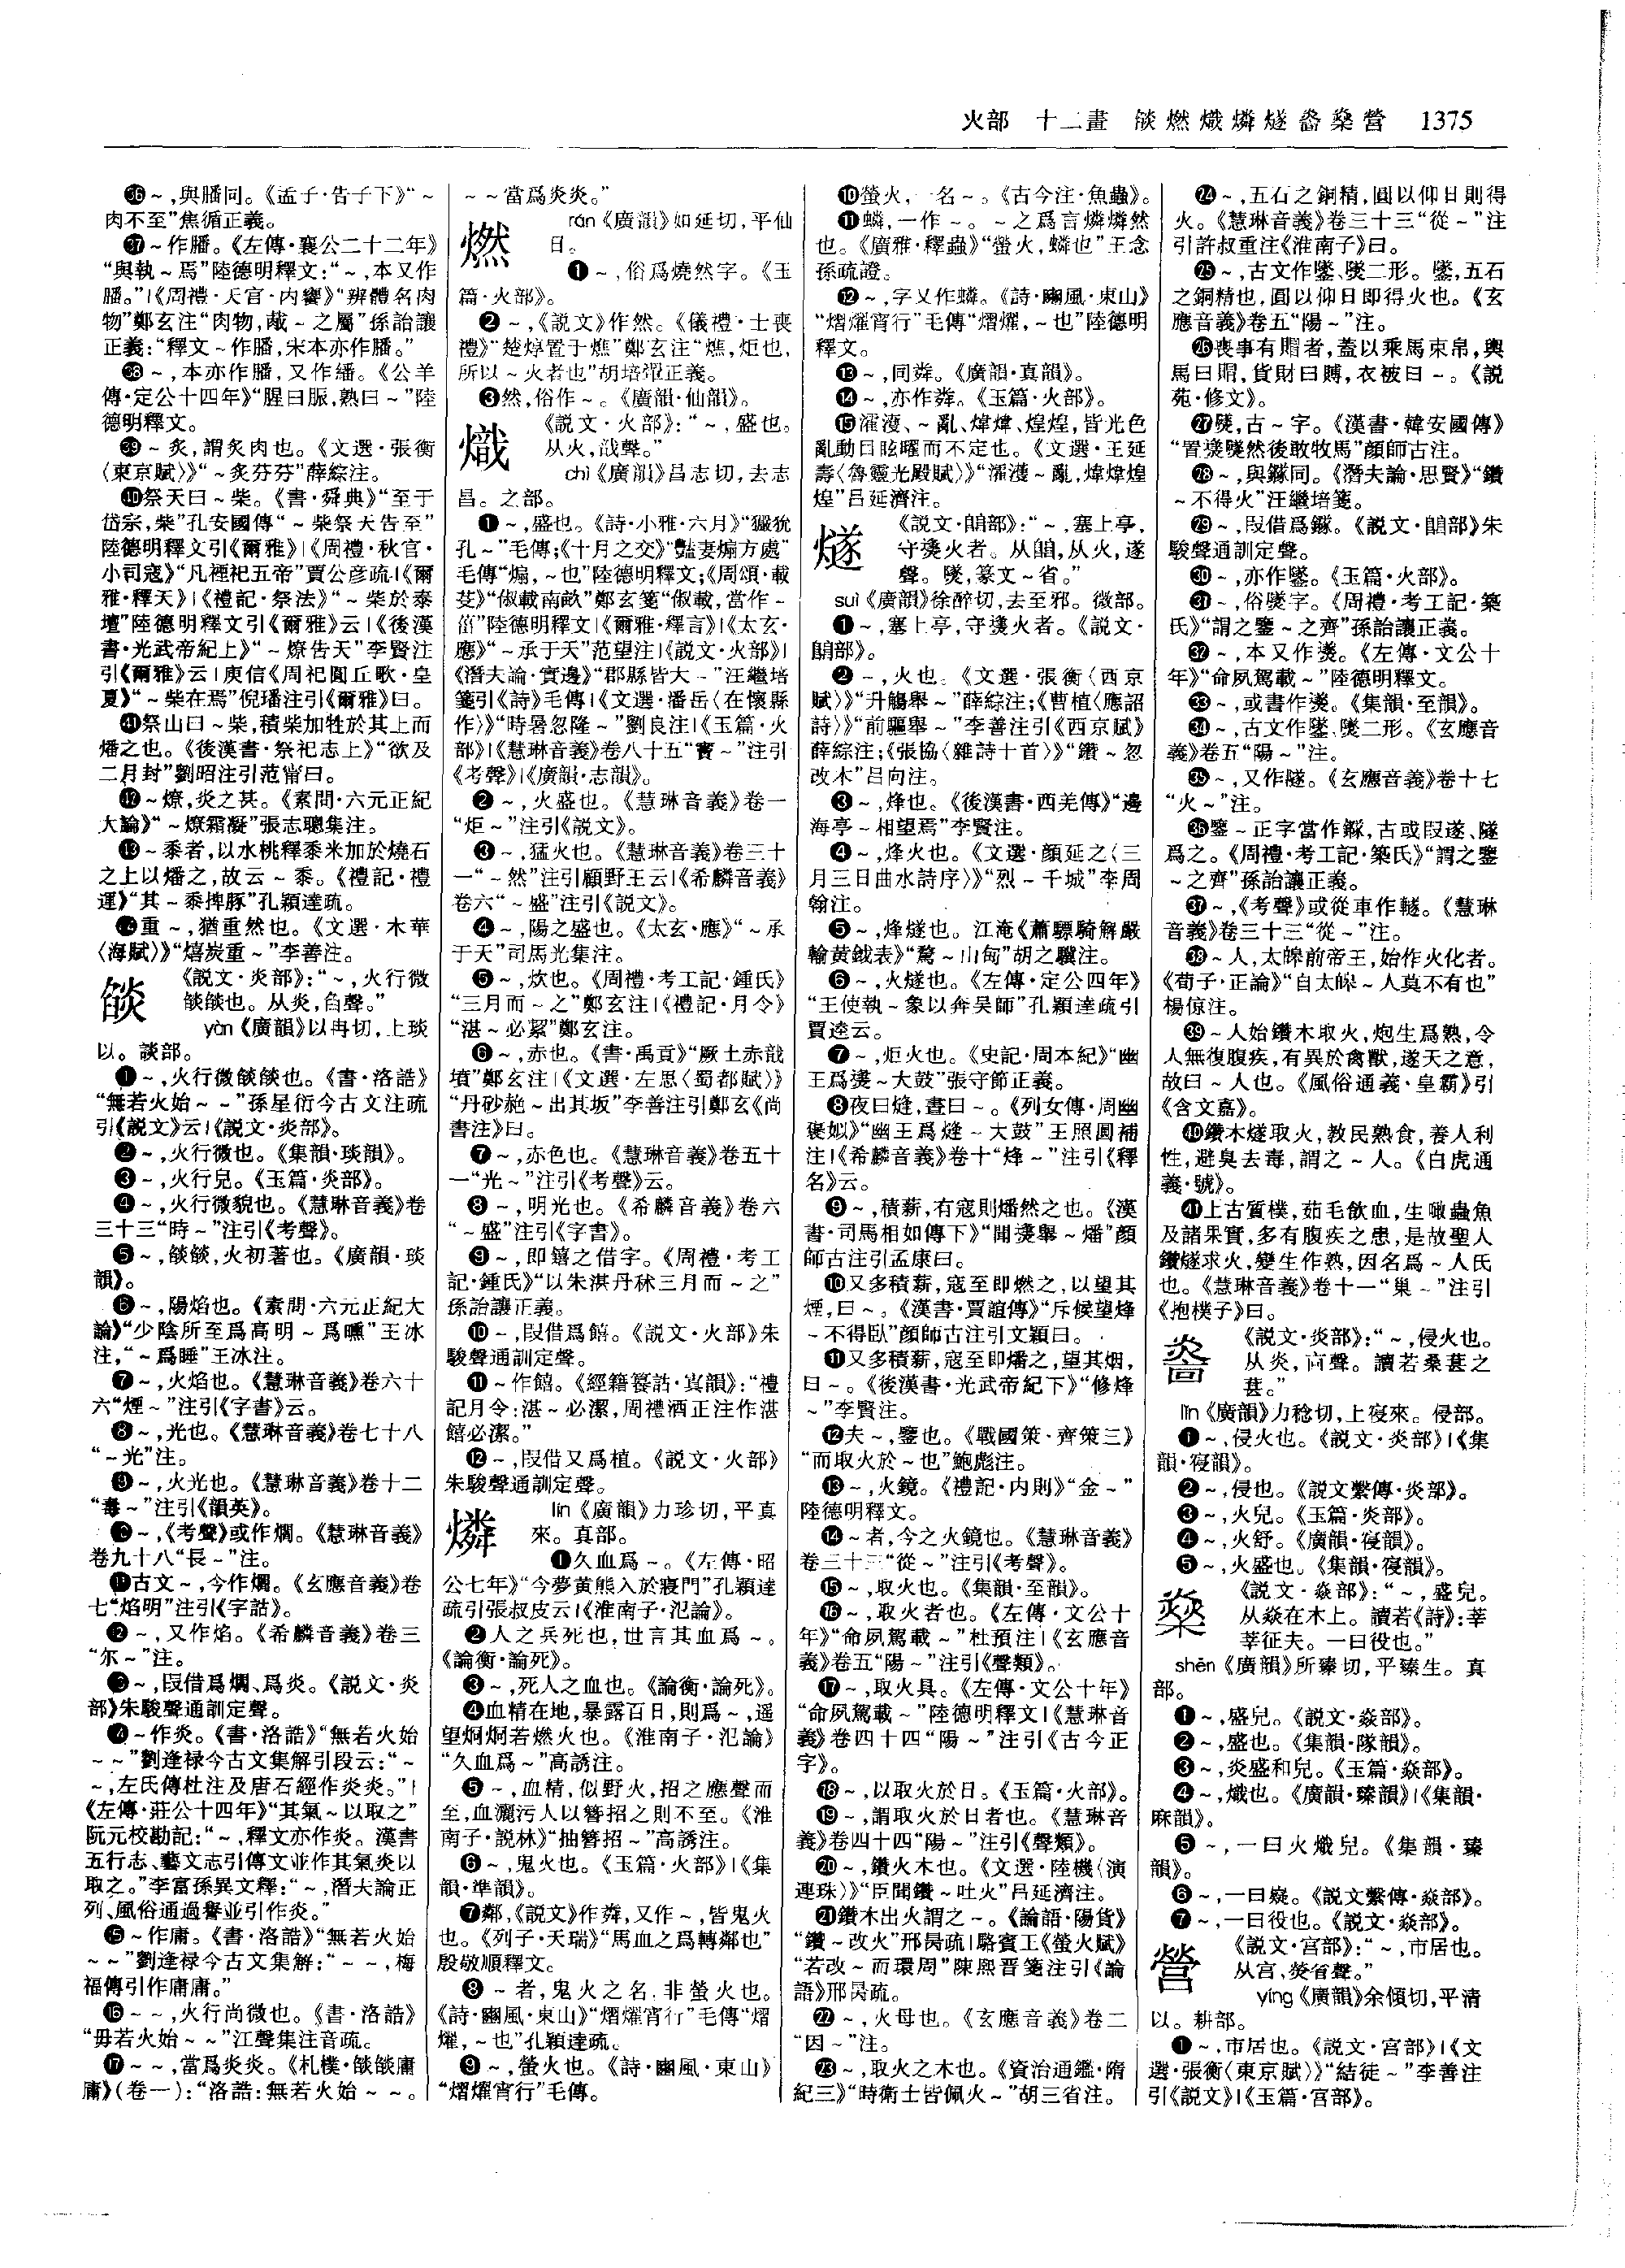 火部　十二畫　燄燃熾燐燧㷠燊營　1375
㊱～,與膰同。《孟子·告子下》“～
肉不至”焦循正義。
㊲～作膰。《左傳·襄公二十二年》
“與執～焉”陸德明釋文:“～,本又作
膰。”|《周禮·天官·内饔》“辨體名肉
物”鄭玄注“肉物,胾～之屬”孫詒讓
正義:“釋文～作膰,宋本亦作膰。”
㊳～,本亦作膰,又作繙。《公羊
傳·定公十四年》“腥曰脤,熟曰～”陸
德明釋文。
㊴～炙,謂炙肉也。《文選·張衡
〈東京賦〉》“～炙芬芬”薛綜注。
㊵祭天曰～柴。《書·舜典》“至于
岱宗,柴”孔安國傳“～柴祭天告至”
陸德明釋文引《爾雅》|《周禮·秋官·
小司寇》“凡禋祀五帝”賈公彦疏|《爾
雅·釋天》|《禮記·祭法》“～柴於泰
壇”陸德明釋文引《爾雅》云|《後漢
書·光武帝紀上》“～燎告天”李賢注
引《爾雅》云|庾信《周祀圜丘歌·皇
夏》“～柴在焉”倪璠注引《爾雅》曰。
㊶祭山曰～柴,積柴加牲於其上而
燔之也。《後漢書·祭祀志上》“欲及
二月封”劉昭注引范甯曰。
㊷～燎,炎之甚。《素問·六元正紀
大論》“～燎霜凝”張志聰集注。
㊸～黍者,以水桃釋黍米加於燒石
之上以燔之,故云～黍。《禮記·禮
運》“其～黍捭豚”孔穎達疏。
㊹重～,猶重然也。《文選·木華
〈海賦〉》“熺炭重～”李善注。
燄
《説文·炎部》:“～,火行微
燄燄也。从炎,臽聲。”
yàn《廣韻》以冉切,上琰
以。談部。
❶～,火行微燄燄也。《書·洛誥》
“無若火始～～”孫星衍今古文注疏
引《説文》云|《説文·炎部》。
❷～,火行微也。《集韻·琰韻》。
❸～,火行皃。《玉篇·炎部》。
❹～,火行微貌也。《慧琳音義》卷
三十三“時～”注引《考聲》。
❺～,燄燄,火初著也。《廣韻·琰
韻》。
❻～,陽焰也。《素問·六元正紀大
論》“少陰所至爲高明～爲曛”王冰
注,“～爲曛”王冰注。
❼～,火焰也。《慧琳音義》卷六十
六“煙～”注引《字書》云。
❽～,光也。《慧琳音義》卷七十八
“～光”注。
❾～,火光也。《慧琳音義》卷十二
“毒～”注引《韻英》。
❿～,《考聲》或作爓。《慧琳音義》
卷九十八“長～”注。
⓫古文～,今作爓。《玄應音義》卷
七“焰明”注引《字詁》。
⓬～,又作焰。《希麟音義》卷三
“尔～”注。
⓭～,叚借爲爓、爲炎。《説文·炎
部》朱駿聲通訓定聲。
⓮～作炎。《書·洛誥》“無若火始
～～”劉逢禄今古文集解引段云:“～
～,左氏傳杜注及唐石經作炎炎。”|
《左傳·莊公十四年》“其氣～以取之”
阮元校勘記:“～,釋文亦作炎。漢書
五行志、藝文志引傳文並作其氣炎以
取之。”李富孫異文釋:“～,潛夫論正
列、風俗通過譽並引作炎。”
⓯～作庸。《書·洛誥》“無若火始
～～”劉逢禄今古文集解:“～～,梅
福傳引作庸庸。”
⓰～～,火行尚微也。《書·洛誥》
“毋若火始～～”江聲集注音疏。
⓱～～,當爲炎炎。《札樸·燄燄庸
庸》(卷一):“洛誥:無若火始～～。
～～當爲炎炎。”
燃
rán《廣韻》如延切,平仙
日。
❶～,俗爲燒然字。《玉
篇·火部》。
❷～,《説文》作然。《儀禮·士喪
禮》“楚焞置于燋”鄭玄注“燋,炬也,
所以～火者也”胡培翬正義。
❸然,俗作～。《廣韻·仙韻》。
熾
《説文·火部》:“～,盛也。
从火,戠聲。”
chì《廣韻》昌志切,去志
昌。之部。
❶～,盛也。《詩·小雅·六月》“玁狁
孔～”毛傳;《十月之交》“豔妻煽方處”
毛傳“煽,～也”陸德明釋文;《周頌·載
芟》“俶載南畝”鄭玄箋“俶載,當作～
菑”陸德明釋文|《爾雅·釋言》|《太玄·
應》“～承于天”范望注|《説文·火部》|
《潛夫論·實邊》“郡縣皆大～”汪繼培
箋引《詩》毛傳|《文選·潘岳〈在懷縣
作〉》“時暑忽隆～”劉良注|《玉篇·火
部》|《慧琳音義》卷八十五“賓～”注引
《考聲》|《廣韻·志韻》。
❷～,火盛也。《慧琳音義》卷一
“炬～”注引《説文》。
❸～,猛火也。《慧琳音義》卷三十
一“～然”注引顧野王云|《希麟音義》
卷六“～盛”注引《説文》。
❹～,陽之盛也。《太玄·應》“～承
于天”司馬光集注。
❺～,炊也。《周禮·考工記·鍾氏》
“三月而～之”鄭玄注|《禮記·月令》
“湛～必絜”鄭玄注。
❻～,赤也。《書·禹貢》“厥土赤戠
墳”鄭玄注|《文選·左思〈蜀都賦〉》
“丹砂赩～出其坂”李善注引鄭玄《尚
書注》曰。
❼～,亦色也。《慧琳音義》卷五十
一“光～”注引《考聲》云。
❽～,明光也。《希麟音義》卷六
“～盛”注引《字書》。
❾～,即饎之借字。《周禮·考工
記·鍾氏》“以朱湛丹秫三月而～之”
孫詒讓正義。
❿～,叚借爲饎。《説文·火部》朱
駿聲通訓定聲。
⓫～作饎。《經籍籑詁·寘韻》:“禮
記月令:湛～必潔,周禮酒正注作湛
饎必潔。”
⓬～,叚借又爲植。《説文·火部》
朱駿聲通訓定聲。
燐
lín《廣韻》力珍切,平真
來。真部。
❶久血爲～。《左傳·昭
公七年》“今夢黄熊入於寢門”孔穎達
疏引張叔皮云|《淮南子·氾論》。
❷人之兵死也,世言其血爲～。
《論衡·論死》。
❸～,死人之血也。《論衡·論死》。
❹血精在地,暴露百日,則爲～,遥
望炯炯若燃火也。《淮南子·氾論》
“久血爲～”高誘注。
❺～,血精,似野火,招之應聲而
至,血灑污人以簪招之則不至。《淮
南子·説林》“抽簪招～”高誘注。
❻～,鬼火也。《玉篇·火部》|《集
韻·準韻》。
❼粦,《説文》作粦,又作～,皆鬼火
也。《列子·天瑞》“馬血之爲轉鄰也”
殷敬順釋文。
❽～者,鬼火之名,非螢火也。
《詩·豳風·東山》“熠燿宵行”毛傳“熠
燿,～也”孔穎達疏。
❾～,螢火也。《詩·豳風·東山》
“熠燿宵行”毛傳。
❿螢火,一名～。《古今注·魚蟲》。
⓫蟒,一作～。～之爲言燐燐然
也。《廣雅·釋蟲》“螢火,蟒也”王念
孫疏證。
⓬～,字又作蟒。《詩·豳風·東山》
“熠燿宵行”毛傳“熠燿,～也”陸德明
釋文。
⓭～,同粦。《廣韻·真韻》。
⓮～,亦作粦。《玉篇·火部》。
⓯濩濩、～亂、煒煒、煌煌,皆光色
亂動日眩曜而不定也。《文選·王延
壽〈魯靈光殿賦〉》“濩濩～亂,煒煒煌
煌”吕延濟注。
燧
《説文·𨺅部》:“～,塞上亭,
守㷭火者。从𨺅,从火,遂
聲。䥙,篆文～省。”
suì《廣韻》徐醉切,去至邪。微部。
❶～,塞上亭,守㷭火者。《説文·
𨺅部》。
❷～,火也。《文選·張衡〈西京
賦〉》“升觴舉～”薛綜注;《曹植〈應詔
詩〉》“前驅舉～”李善注引《西京賦》
薛綜注;《張協〈雜詩十首〉》“鑽～忽
改木”吕向注。
❸～,烽也。《後漢書·西羌傳》“邊
海亭～相望焉”李賢注。
❹～,烽火也。《文選·顔延之〈三
月三日曲水詩序〉》“烈～千城”李周
翰注。
❺～,烽燧也。江淹《蕭驃騎解嚴
輸黄鉞表》“驚～山甸”胡之驥注。
❻～,火燧也。《左傳·定公四年》
“王使執～象以奔吴師”孔穎達疏引
賈逵云。
❼～,炬火也。《史記·周本紀》“幽
王爲㷭～大鼓”張守節正義。
❽夜曰烽,晝曰～。《列女傳·周幽
褒姒》“幽王爲烽～大鼓”王照圓補
注|《希麟音義》卷十“烽～”注引《釋
名》云。
❾～,積薪,有寇則燔然之也。《漢
書·司馬相如傳下》“聞㷭舉～燔”顔
師古注引孟康曰。
❿又多積薪,寇至即燃之,以望其
煙,曰～。《漢書·賈誼傳》“斥候望烽
～不得臥”顔師古注引文穎曰。
⓫又多積薪,寇至即燔之,望其烟,
曰～。《後漢書·光武帝紀下》“修烽
～”李賢注。
⓬夫～,鑒也。《戰國策·齊策三》
“而取火於～也”鮑彪注。
⓭～,火鏡。《禮記·内則》“金～”
陸德明釋文。
⓮～者,今之火鏡也。《慧琳音義》
卷三十三“從～”注引《考聲》。
⓯～,取火也。《集韻·至韻》。
⓰～,取火者也。《左傳·文公十
年》“命夙駕載～”杜預注|《玄應音
義》卷五“陽～”注引《聲類》。
⓱～,取火具。《左傳·文公十年》
“命夙駕載～”陸德明釋文|《慧琳音
義》卷四十四“陽～”注引《古今正
字》。
⓲～,以取火於日。《玉篇·火部》。
⓳～,謂取火於日者也。《慧琳音
義》卷四十四“陽～”注引《聲類》。
⓴～,鑽火木也。《文選·陸機〈演
連珠〉》“臣聞鑽～吐火”吕延濟注。
㉑鑽木出火謂之～。《論語·陽貨》
“鑽～改火”邢昺疏|駱賓王《螢火賦》
“若改～而環周”陳熙晋箋注引《論
語》邢昺疏。
㉒～,火母也。《玄應音義》卷二
“因～”注。
㉓～,取火之木也。《資治通鑑·隋
紀三》“時衛士皆佩火～”胡三省注。
㉔～,五石之銅精,圓以仰日則得
火。《慧琳音義》卷三十三“從～”注
引許叔重注《淮南子》曰。
㉕～,古文作䥙、㸂二形。䥙,五石
之銅精也,圓以仰日即得火也。《玄
應音義》卷五“陽～”注。
㉖喪事有賵者,蓋以乘馬束帛,輿
馬曰賵,貨財曰賻,衣被曰～。《説
苑·修文》。
㉗㸂,古～字。《漢書·韓安國傳》
“置㷭㸂然後敢牧馬”顔師古注。
㉘～,與鐩同。《潛夫論·思賢》“鑽
～不得火”汪繼培箋。
㉙～,叚借爲鐩。《説文·𨺅部》朱
駿聲通訓定聲。
㉚～,亦作䥙。《玉篇·火部》。
㉛～,俗㸂字。《周禮·考工記·築
氏》“謂之鑒～之齊”孫詒讓正義。
㉜～,本又作㷭。《左傳·文公十
年》“命夙駕載～”陸德明釋文。
㉝～,或書作㷭。《集韻·至韻》。
㉞～,古文作䥙、㸂二形。《玄應音
義》卷五“陽～”注。
㉟～,又作隧。《玄應音義》卷十七
“火～”注。
㊱鑒～正字當作鐩,古或叚遂、隧
爲之。《周禮·考工記·築氏》“謂之鑒
～之齊”孫詒讓正義。
㊲～,《考聲》或從車作䡵。《慧琳
音義》卷三十三“從～”注。
㊳～人,太皞前帝王,始作火化者。
《荀子·正論》“自太皞～人莫不有也”
楊倞注。
㊴～人始鑽木取火,炮生爲熟,令
人無復腹疾,有異於禽獸,遂天之意,
故曰～人也。《風俗通義·皇霸》引
《含文嘉》。
㊵鑽木燧取火,教民熟食,養人利
性,避臭去毒,謂之～人。《白虎通
義·號》。
㊶上古質樸,茹毛飲血,生噉蟲魚
及諸果實,多有腹疾之患,是故聖人
鑽燧求火,變生作熟,因名爲～人氏
也。《慧琳音義》卷十一“巢～”注引
《抱樸子》曰。
㷠
《説文·炎部》:“～,侵火也。
从炎,㐭聲。讀若桑葚之
葚。”
lǐn《廣韻》力稔切,上寑來。侵部。
❶～,侵火也。《説文·炎部》|《集
韻·寑韻》。
❷～,侵也。《説文繫傳·炎部》。
❸～,火皃。《玉篇·炎部》。
❹～,火舒。《廣韻·寑韻》。
❺～,火盛也。《集韻·寑韻》。
燊
《説文·焱部》:“～,盛皃。
从焱在木上。讀若《詩》:莘
莘征夫。一曰役也。”
shēn《廣韻》所臻切,平臻生。真
部。
❶～,盛皃。《説文·焱部》。
❷～,盛也。《集韻·隊韻》。
❸～,炎盛和皃。《玉篇·焱部》。
❹～,熾也。《廣韻·臻韻》|《集韻·
麻韻》。
❺～,一曰火熾皃。《集韻·臻
韻》。
❻～,一曰嶷。《説文繫傳·焱部》。
❼～,一曰役也。《説文·焱部》。
營
《説文·宫部》:“～,市居也。
从宫,熒省聲。”
yíng《廣韻》余傾切,平清
以。耕部。
❶～,市居也。《説文·宫部》|《文
選·張衡〈東京賦〉》“結徒～”李善注
引《説文》|《玉篇·宫部》。